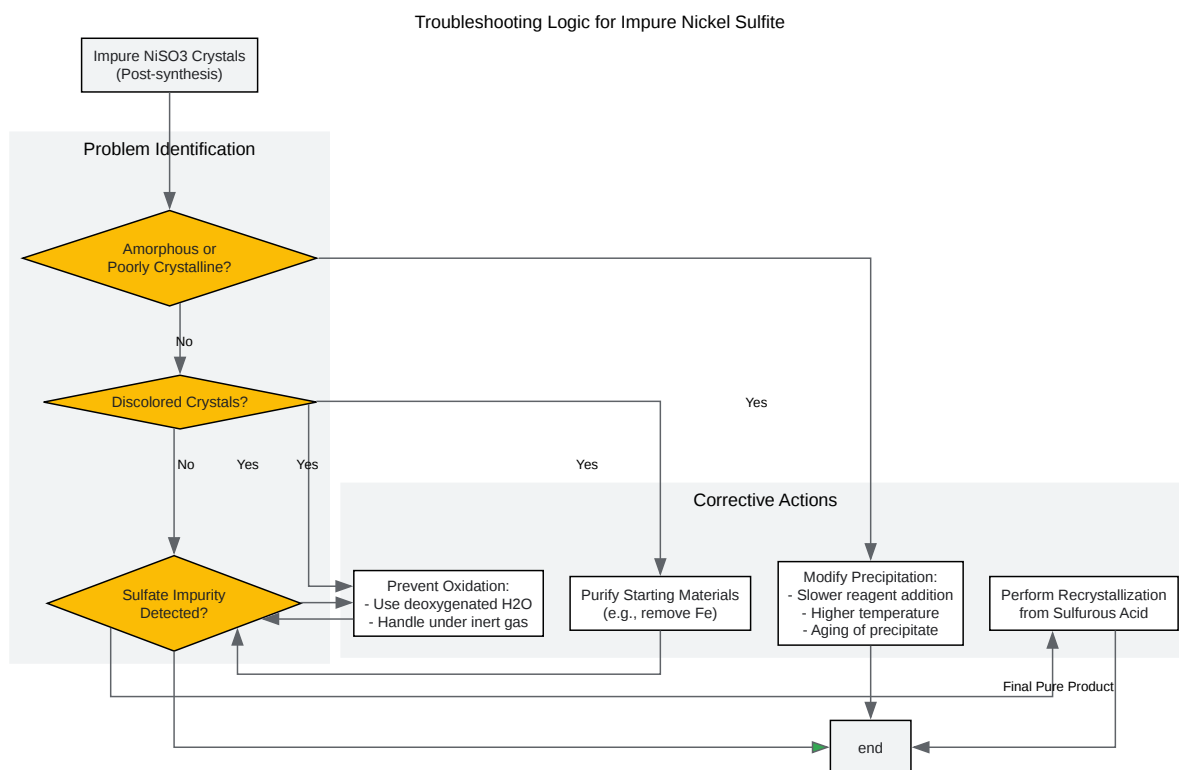 Troubleshooting Logic for Impure Nickel Sulfite
Impure NiSO3 Crystals
(Post-synthesis)
Problem Identification
Amorphous or
Poorly Crystalline?
No
Discolored Crystals?
Yes
No
Yes
Yes
Yes
Corrective Actions
Sulfate Impurity
Detected?
Prevent Oxidation:
- Use deoxygenated H2O
- Handle under inert gas
Purify Starting Materials
(e.g., remove Fe)
Modify Precipitation:
- Slower reagent addition
- Higher temperature
- Aging of precipitate
Perform Recrystallization
from Sulfurous Acid
Final Pure Product
end